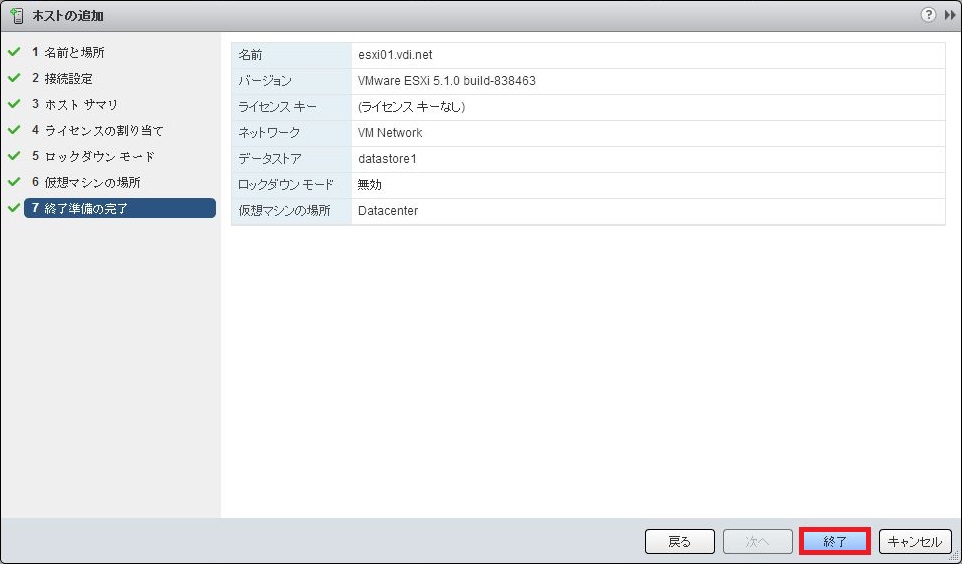 ホストの追加
?
1 名前と場所
2 接続設定
3 ホスト サマリ
4 ライセンスの割り当て
5 ロックダウン モード
6 仮想マシンの場所
7 終了準備の完了
名前 esxi01.vdi.net
バージョン VMware ESXi 5.1.0 build-838463
ライセンス キー (ライセンス キーなし)
ネットワーク VM Network
データストア datastore1
ロックダウン モード 無効
仮想マシンの場所 Datacenter
戻る 次へ 終了 キャンセル